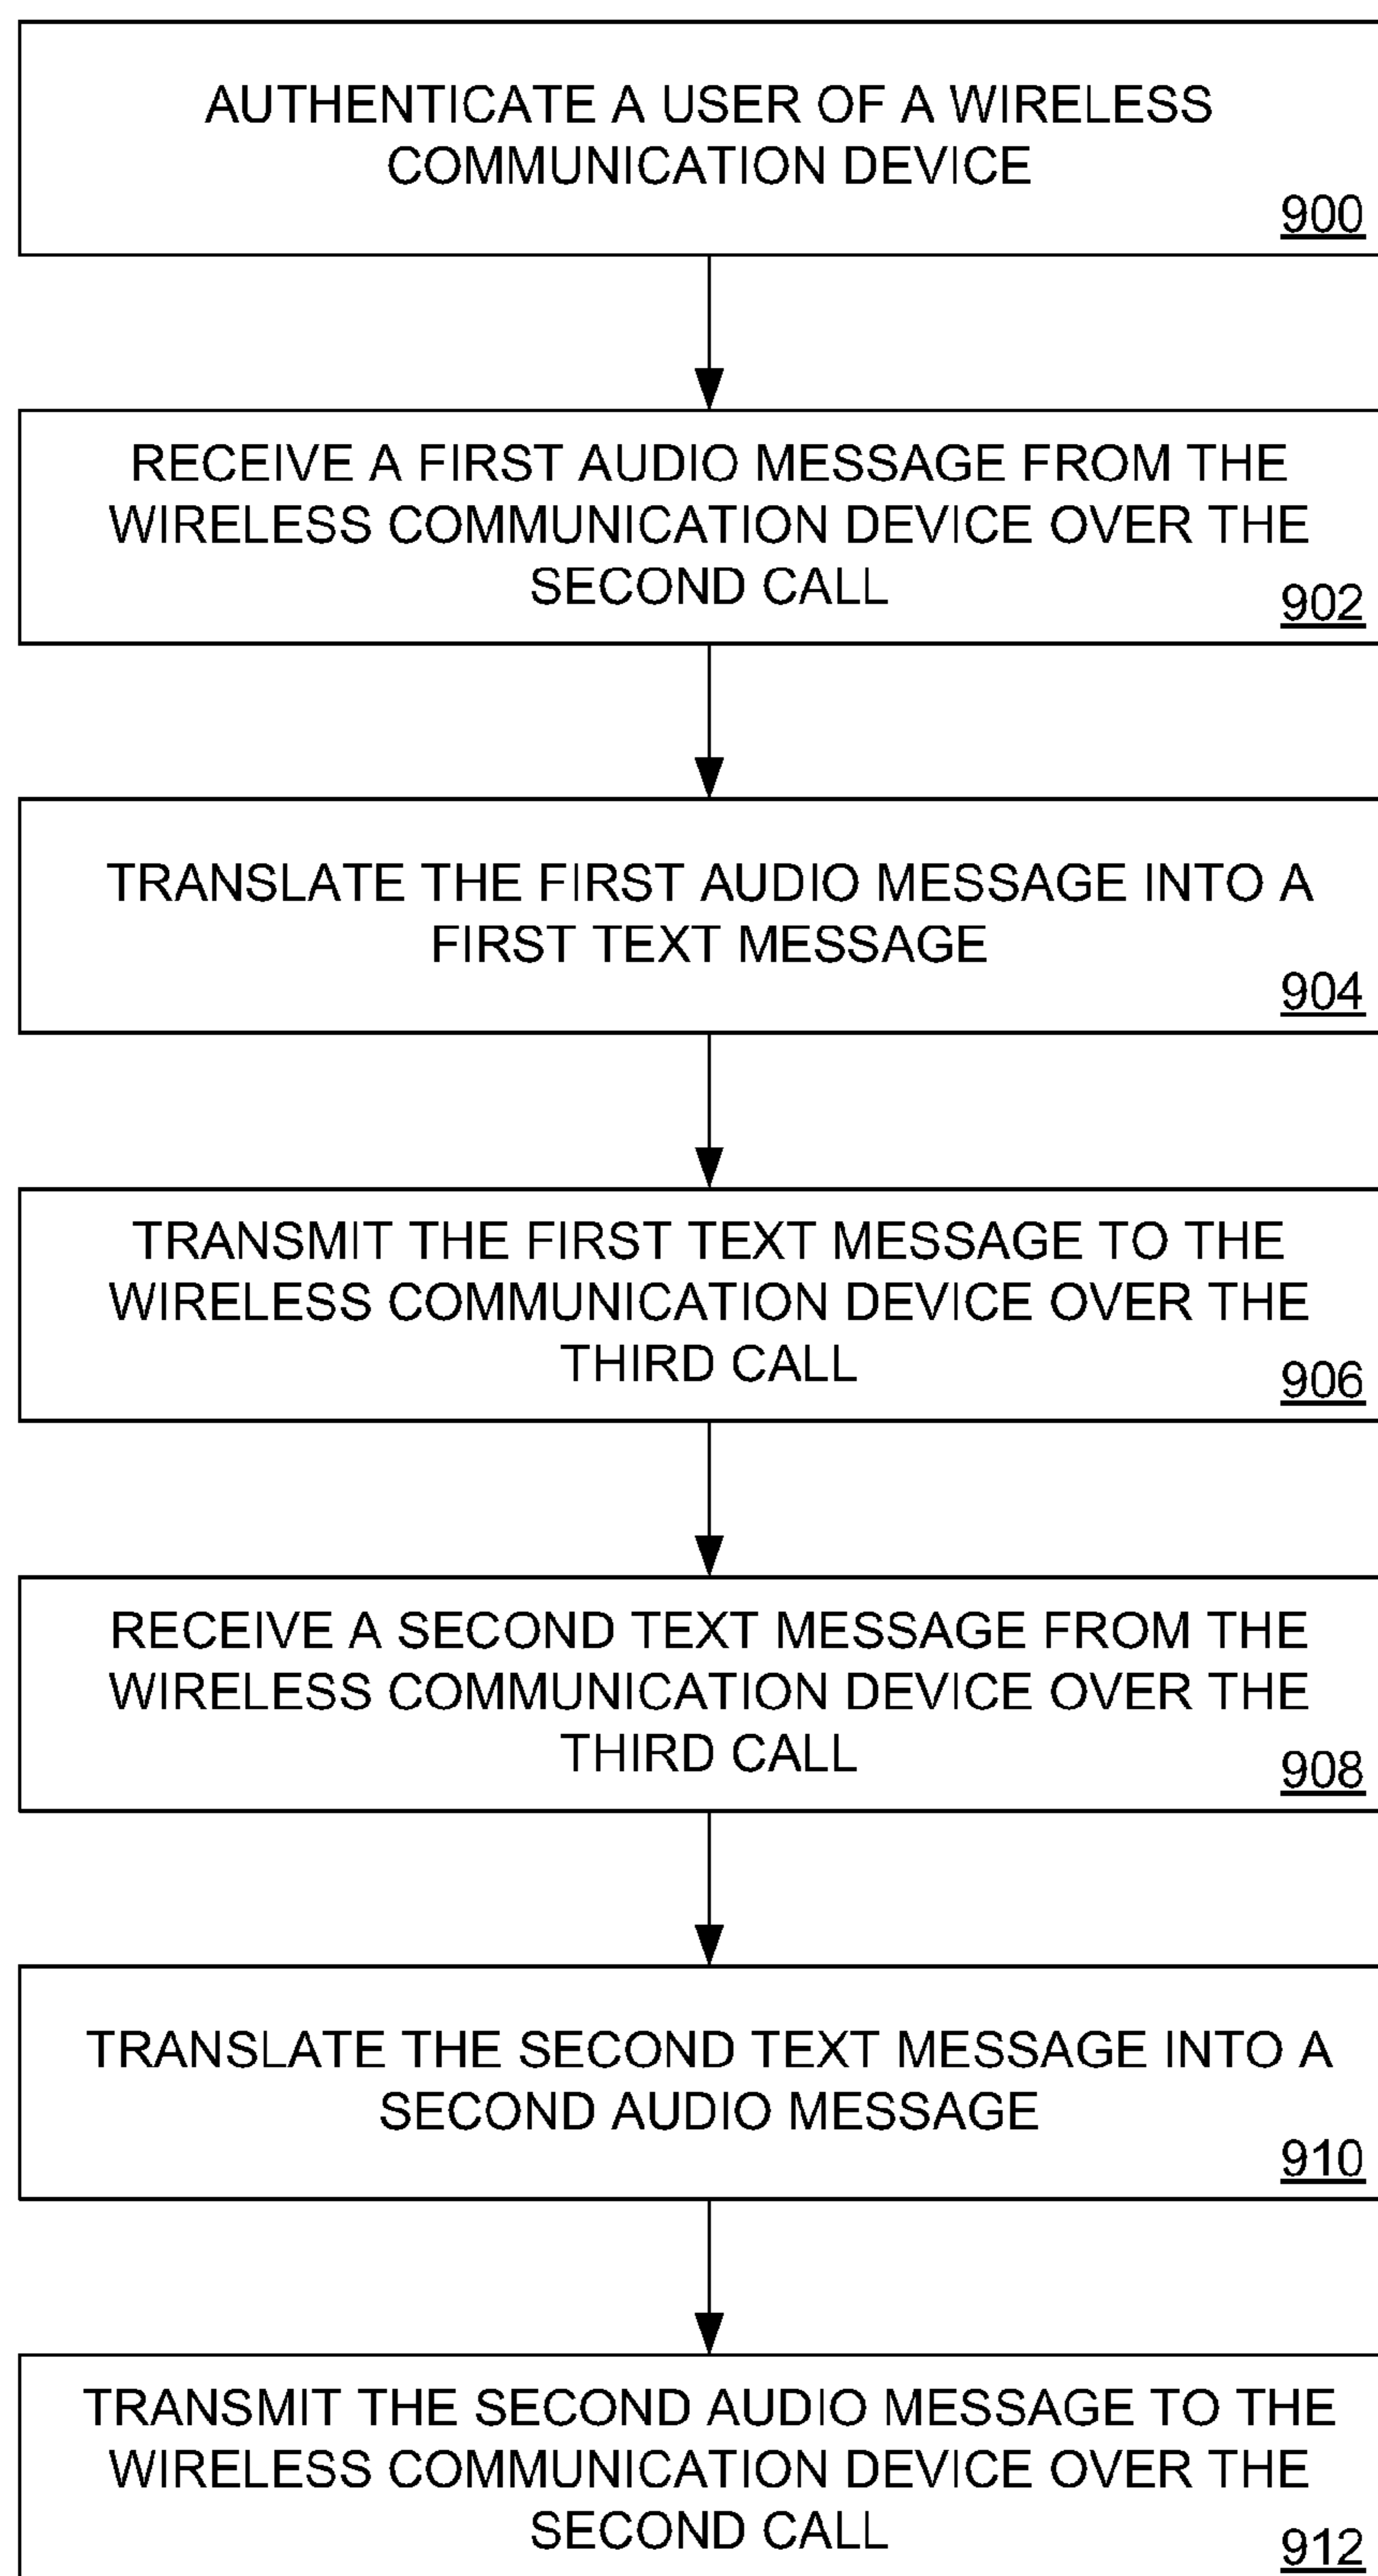 AUTHENTICATE A USER OF A WIRELESS
COMMUNICATION DEVICE
900
RECEIVE A FIRST AUDIO MESSAGE FROM THE
WIRELESS COMMUNICATION DEVICE OVER THE
SECOND CALL
902
TRANSLATE THE FIRST AUDIO MESSAGE INTO A
FIRST TEXT MESSAGE
904
TRANSMIT THE FIRST TEXT MESSAGE TO THE
WIRELESS COMMUNICATION DEVICE OVER THE
THIRD CALL
906
RECEIVE A SECOND TEXT MESSAGE FROM THE
WIRELESS COMMUNICATION DEVICE OVER THE
THIRD CALL
908
TRANSLATE THE SECOND TEXT MESSAGE INTO A
SECOND AUDIO MESSAGE
910
TRANSMIT THE SECOND AUDIO MESSAGE TO THE
WIRELESS COMMUNICATION DEVICE OVER THE
SECOND CALL
912